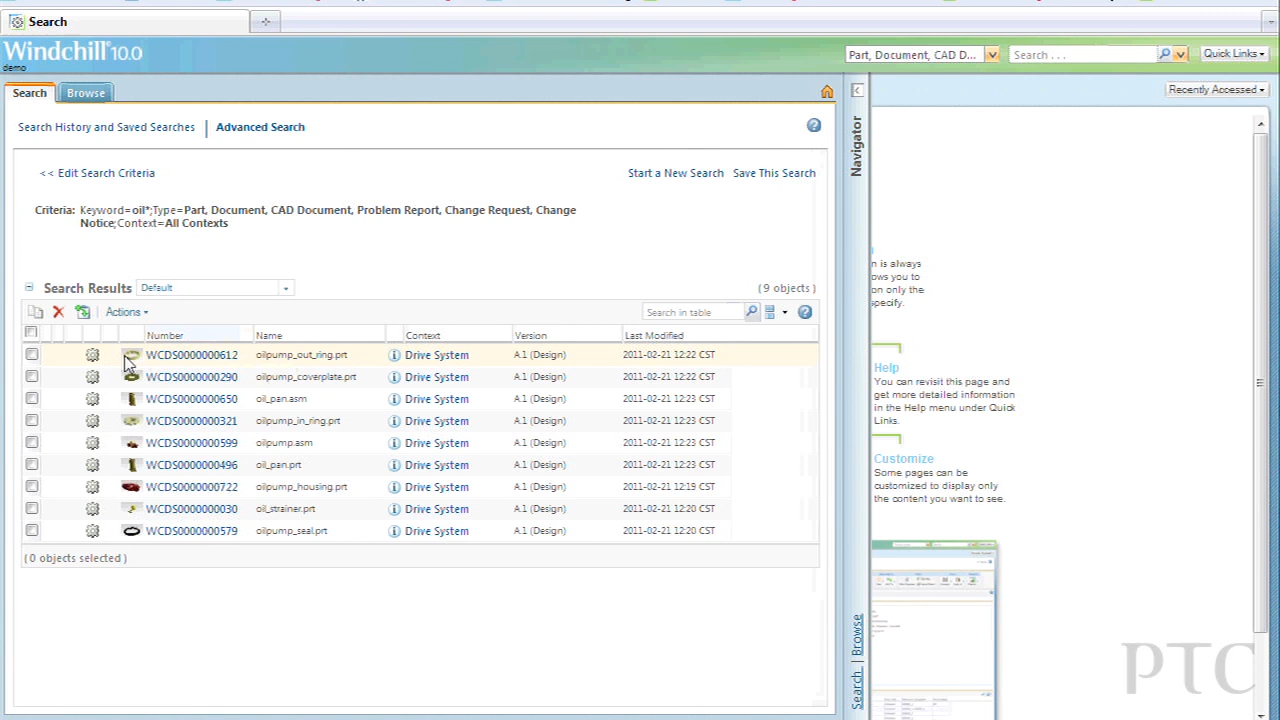 Search
Windchill 10.0
demo
Part, Document, CAD D...
Search . . .
Quick Links
Search
Browse
Recently Accessed
Search History and Saved Searches
Advanced Search
Navigator
<< Edit Search Criteria
Start a New Search
Save This Search
Criteria: Keyword=oil*;Type=Part, Document, CAD Document, Problem Report, Change Request, Change
Notice;Context=All Contexts
Search Results
Default
( 9 objects )
Actions
Search in table
Number Name Context Version Last Modified
WCDS0000000612 oilpump_out_ring.prt Drive System A.1 (Design) 2011-02-21 12:22 CST
WCDS0000000290 oilpump_coverplate.prt Drive System A.1 (Design) 2011-02-21 12:22 CST
WCDS0000000650 oil_pan.asm Drive System A.1 (Design) 2011-02-21 12:23 CST
WCDS0000000321 oilpump_in_ring.prt Drive System A.1 (Design) 2011-02-21 12:23 CST
WCDS0000000599 oilpump.asm Drive System A.1 (Design) 2011-02-21 12:23 CST
WCDS0000000496 oil_pan.prt Drive System A.1 (Design) 2011-02-21 12:23 CST
WCDS0000000722 oilpump_housing.prt Drive System A.1 (Design) 2011-02-21 12:19 CST
WCDS0000000030 oil_strainer.prt Drive System A.1 (Design) 2011-02-21 12:20 CST
WCDS0000000579 oilpump_seal.prt Drive System A.1 (Design) 2011-02-21 12:20 CST
( 0 objects selected )
Search | Browse
n is always
ows you to
on only the
specify.
Help
You can revisit this page and
get more detailed information
in the Help menu under Quick
Links.
Customize
Some pages can be
customized to display only
the content you want to see.
PTC